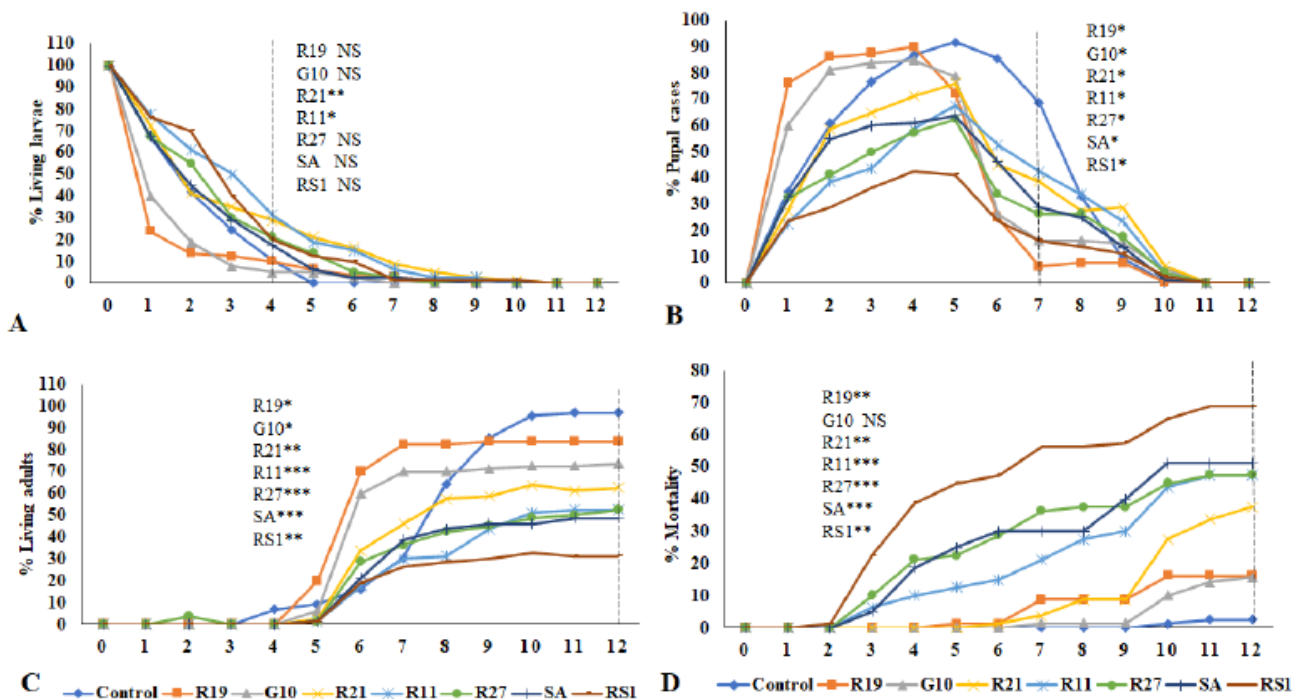 110
100
90
80
70
60
50
40
30
20
10
0
% Living larvae
R19 NS
G10 NS
R21**
R11*
R27 NS
SA NS
RS1 NS
0 1 2 3 4 5 6 7 8 9 10 11 12
A
100
90
80
70
60
50
40
30
20
10
0
% Pupal cases
R19*
G10*
R21*
R11*
R27*
SA*
RS1*
0 1 2 3 4 5 6 7 8 9 10 11 12
B
110
100
90
80
70
60
50
40
30
20
10
0
% Living adults
R19*
G10*
R21**
R11***
R27***
SA***
RS1**
0 1 2 3 4 5 6 7 8 9 10 11 12
C
80
70
60
50
40
30
20
10
0
% Mortality
R19**
G10 NS
R21**
R11***
R27***
SA***
RS1**
0 1 2 3 4 5 6 7 8 9 10 11 12
D
Control R19 G10 R21 R11 R27 SA RS1
Control R19 G10 R21 R11 R27 SA RS1